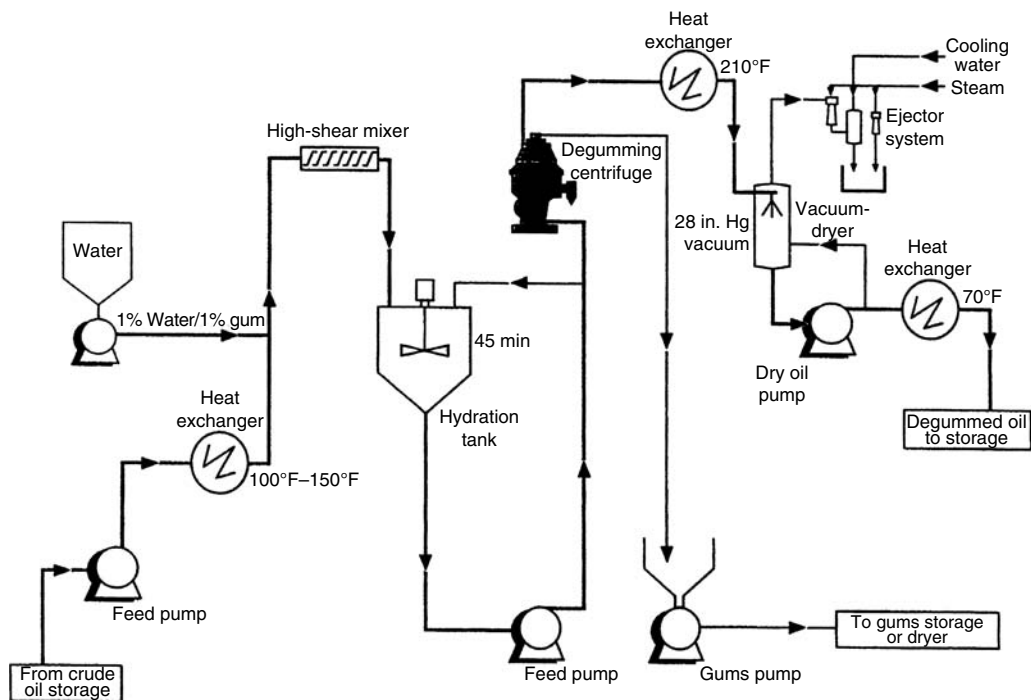 Heat
exchanger
210°F
Cooling
water
Steam
Ejector
system
High-shear mixer
Degumming
centrifuge
Water
1% Water/1% gum
28 in. Hg
vacuum
Vacuum-
dryer
Heat
exchanger
70°F
45 min
Hydration
tank
Dry oil
pump
Degummed oil
to storage
Heat
exchanger
100°F–150°F
Feed pump
From crude
oil storage
Feed pump
Gums pump
To gums storage
or dryer